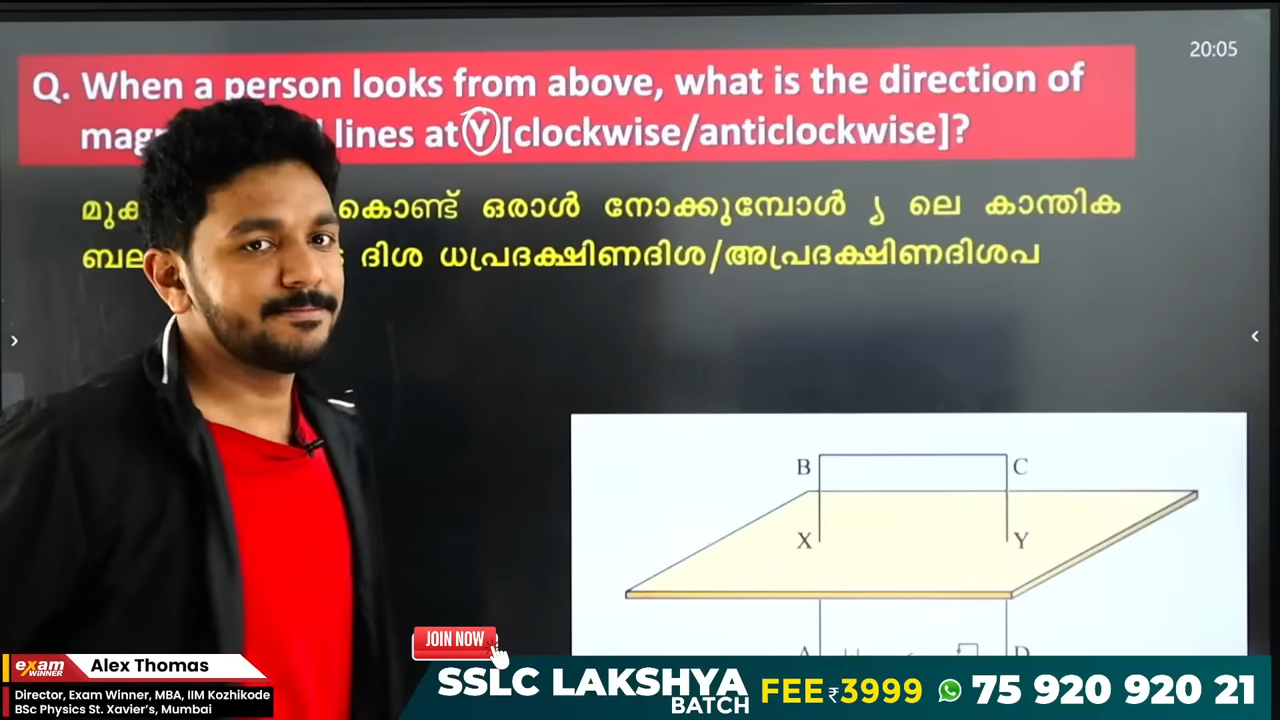 20:05
Q. When a person looks from above, what is the direction of
lines at Y [clockwise/anticlockwise]?
കൊണ്ട് ഒരാൾ നോക്കുമ്പോൾ ലെ കാന്തിക
ദിശ ധപ്രദക്ഷിണദിശ/അപ്രദക്ഷിണദിശപ
B C
X Y
A D
JOIN NOW
exam WINNER Alex Thomas
Director, Exam Winner, MBA, IIM Kozhikode
BSc Physics St. Xavier's, Mumbai
SSLC LAKSHYA
BATCH
FEE ₹3999
75 920 920 21